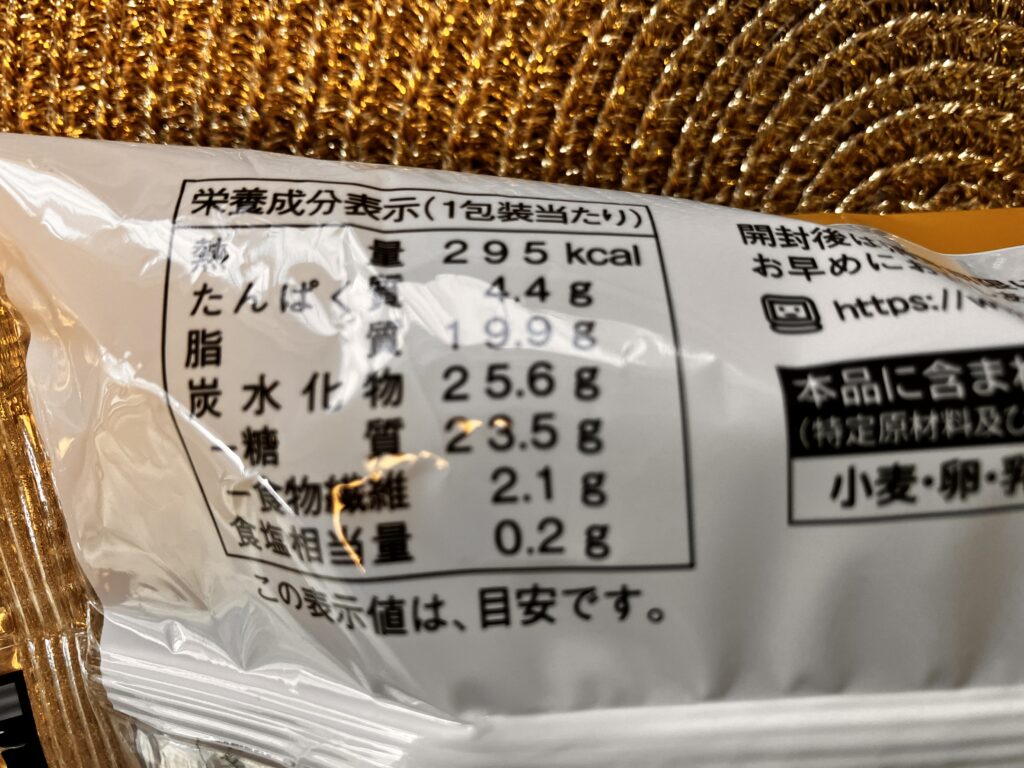 栄養成分表示(1包装当たり)
熱量 295 kcal
たんぱく質 4.4 g
脂質 19.9 g
炭水化物 25.6 g
-糖質 23.5 g
-食物繊維 2.1 g
食塩相当量 0.2 g
この表示値は、目安です。
開封後は
お早めにお
https://w
本品に含まれ
(特定原材料及び
小麦・卵・乳